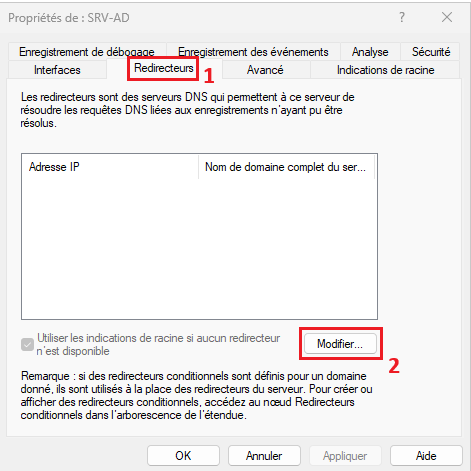 Propriétés de : SRV-AD
?
Enregistrement de débogage Enregistrement des événements Analyse Sécurité
Interfaces Redirecteurs Avancé Indications de racine
1
Les redirecteurs sont des serveurs DNS qui permettent à ce serveur de
résoudre les requêtes DNS liées aux enregistrements n'ayant pu être
résolus.
Adresse IP Nom de domaine complet du ser...
Utiliser les indications de racine si aucun redirecteur
n'est disponible
Modifier...
2
Remarque : si des redirecteurs conditionnels sont définis pour un domaine
donné, ils sont utilisés à la place des redirecteurs du serveur. Pour créer ou
afficher des redirecteurs conditionnels, accédez au nœud Redirecteurs
conditionnels dans l'arborescence de l'étendue.
OK Annuler Appliquer Aide